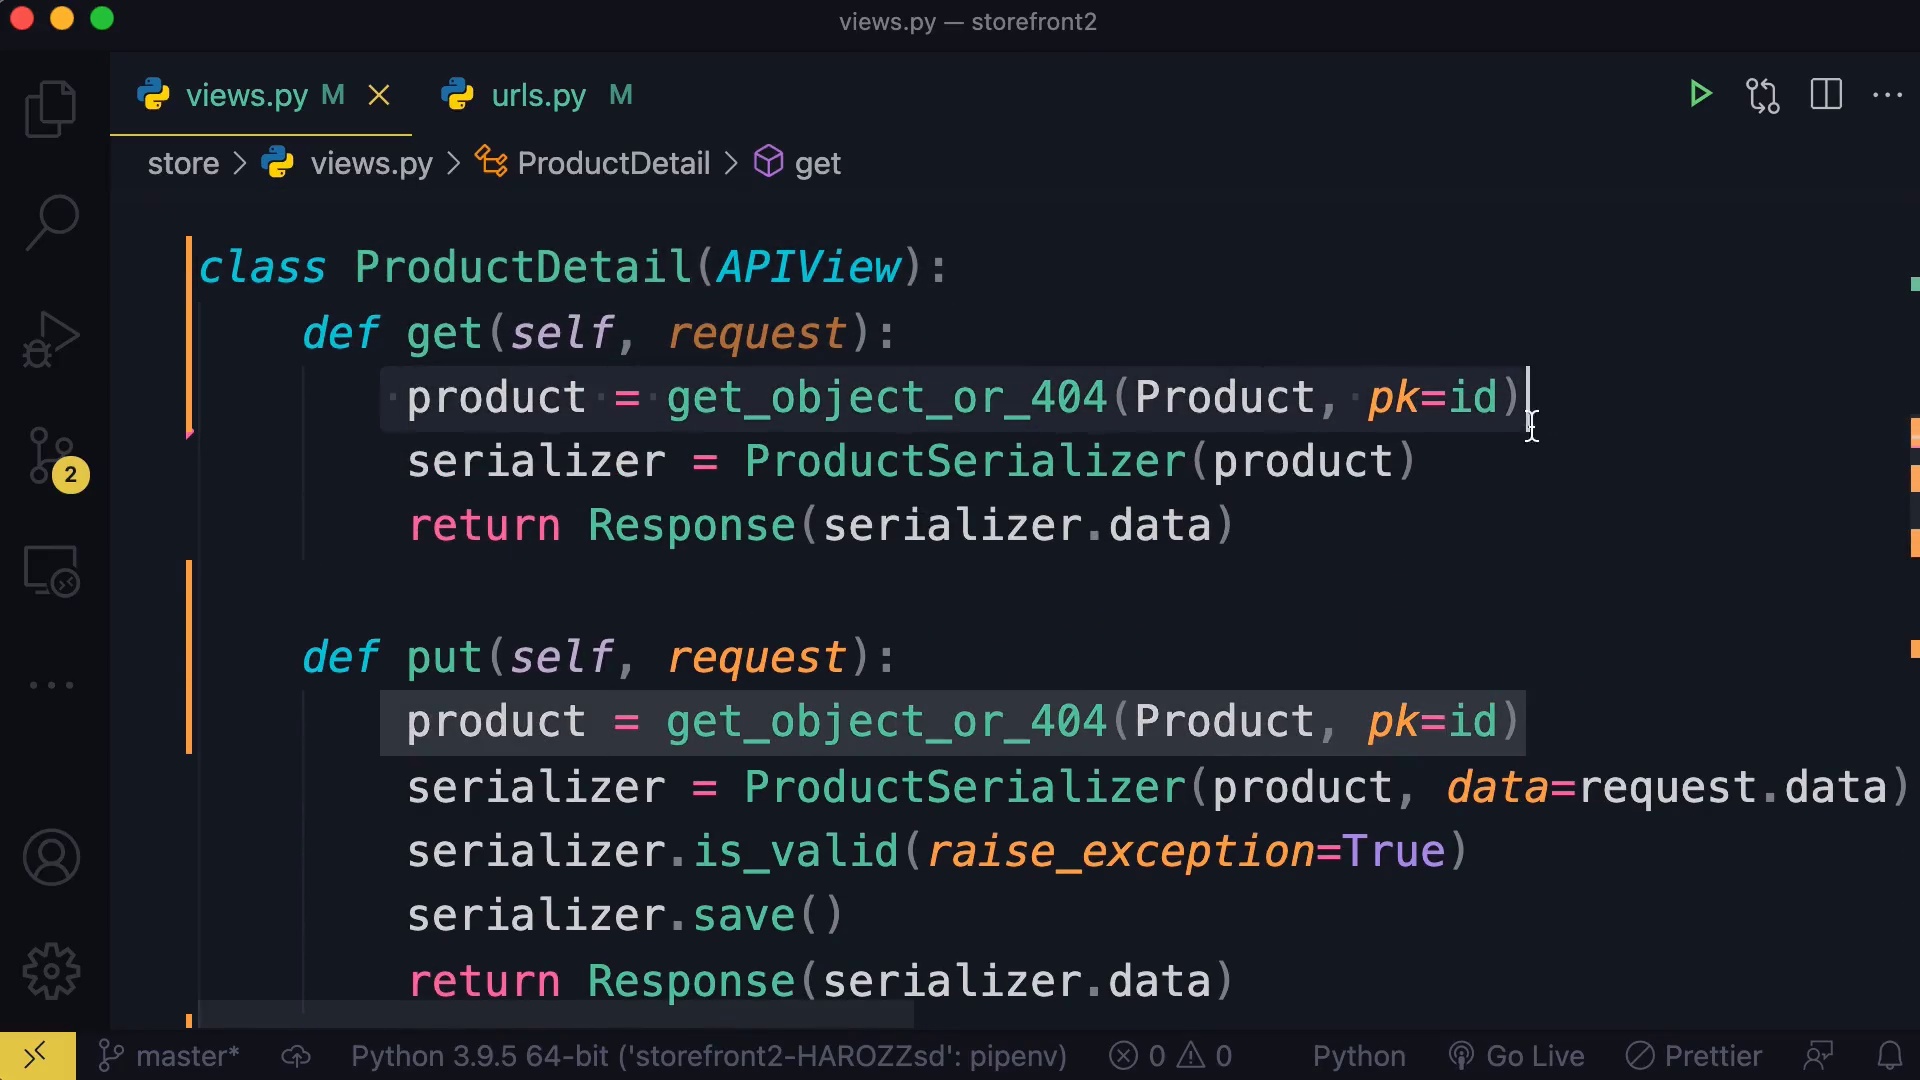 views.py — storefront2
views.py M urls.py M
store > views.py > ProductDetail > get
class ProductDetail(APIView):
def get(self, request):
product = get_object_or_404(Product, pk=id)
serializer = ProductSerializer(product)
return Response(serializer.data)
def put(self, request):
product = get_object_or_404(Product, pk=id)
serializer = ProductSerializer(product, data=request.data)
serializer.is_valid(raise_exception=True)
serializer.save()
return Response(serializer.data)
2
master* Python 3.9.5 64-bit ('storefront2-HAROZZsd': pipenv) 0 0 Python Go Live Prettier